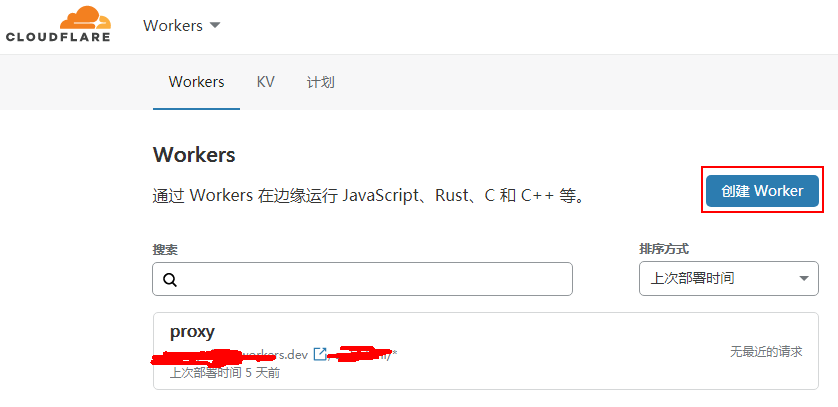 CLOUDFLARE
Workers
Workers KV 计划
Workers
通过 Workers 在边缘运行 JavaScript、Rust、C 和 C++ 等。
创建 Worker
搜索
排序方式
上次部署时间
proxy
workers.dev /*
无最近的请求
上次部署时间 5 天前